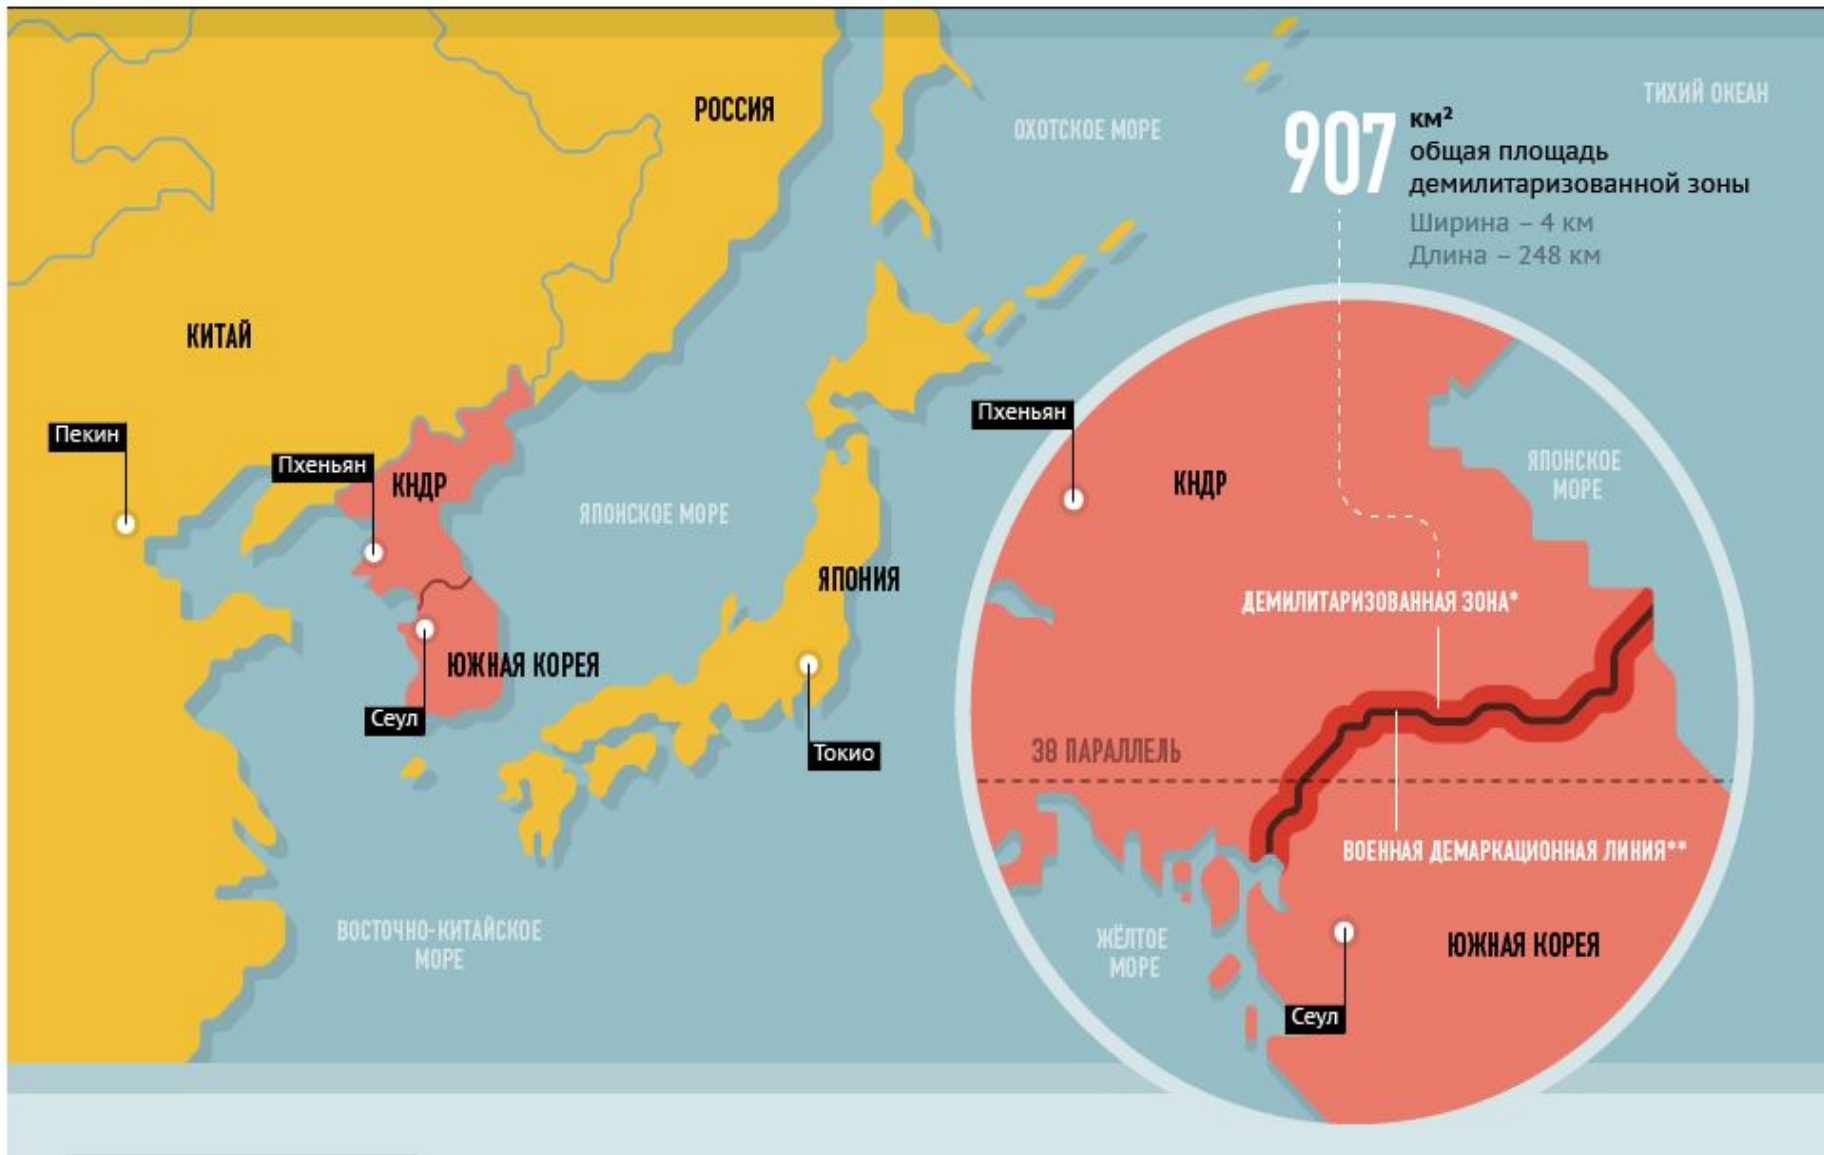 РОССИЯ
ТИХИЙ ОКЕАН
ОХОТСКОЕ МОРЕ
907
км²
общая площадь
демилитаризованной зоны
Ширина – 4 км
Длина – 248 км
КИТАЙ
Пекин
Пхеньян
КНДР
ЯПОНСКОЕ МОРЕ
ЯПОНИЯ
ЮЖНАЯ КОРЕЯ
Сеул
Токио
ВОСТОЧНО-КИТАЙСКОЕ
МОРЕ
Пхеньян
КНДР
ЯПОНСКОЕ
МОРЕ
ДЕМИЛИТАРИЗОВАННАЯ ЗОНА*
38 ПАРАЛЛЕЛЬ
ВОЕННАЯ ДЕМАРКАЦИОННАЯ ЛИНИЯ**
ЖЁЛТОЕ
МОРЕ
ЮЖНАЯ КОРЕЯ
Сеул